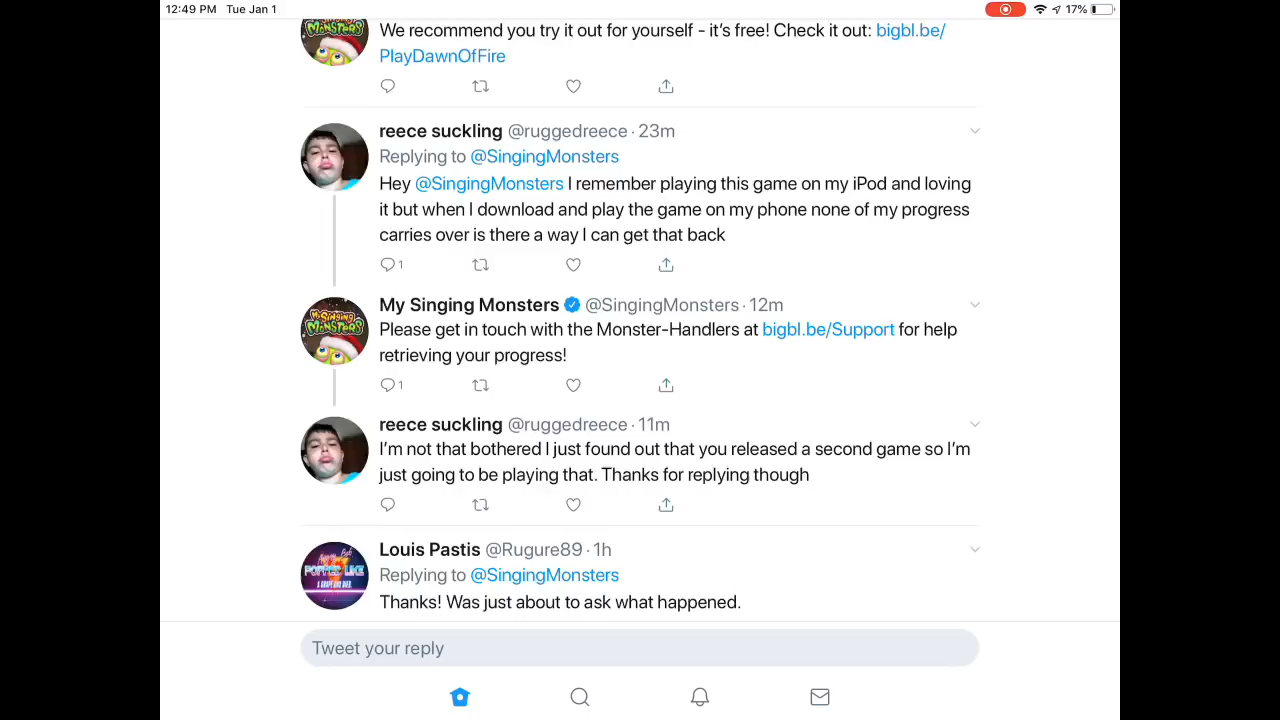 12:49 PM Tue Jan 1 17%
We recommend you try it out for yourself - it's free! Check it out: bigbl.be/
PlayDawnOfFire
reece suckling @ruggedreece · 23m
Replying to @SingingMonsters
Hey @SingingMonsters I remember playing this game on my iPod and loving
it but when I download and play the game on my phone none of my progress
carries over is there a way I can get that back
1
My Singing Monsters @SingingMonsters · 12m
Please get in touch with the Monster-Handlers at bigbl.be/Support for help
retrieving your progress!
1
reece suckling @ruggedreece · 11m
I'm not that bothered I just found out that you released a second game so I'm
just going to be playing that. Thanks for replying though
Louis Pastis @Rugure89 · 1h
POPPED LIKE
Replying to @SingingMonsters
Thanks! Was just about to ask what happened.
Tweet your reply